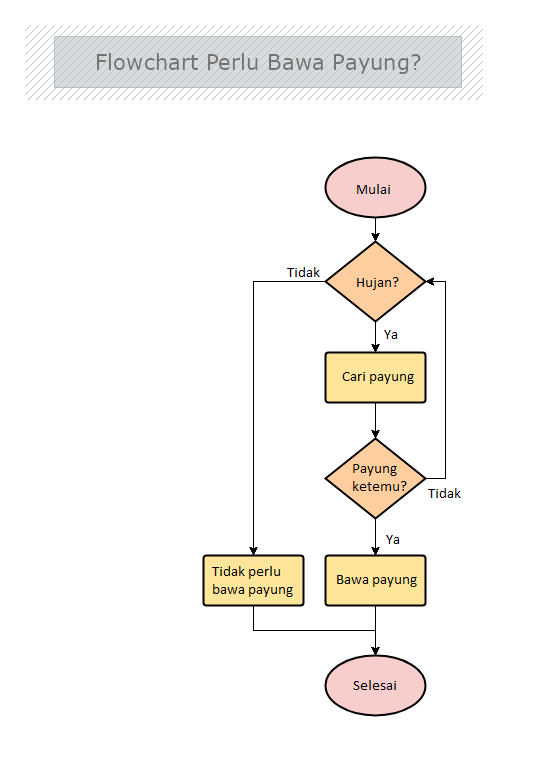 Flowchart Perlu Bawa Payung?
Mulai
Hujan?
Tidak
Ya
Cari payung
Payung
ketemu?
Tidak
Ya
Tidak perlu
bawa payung
Bawa payung
Selesai